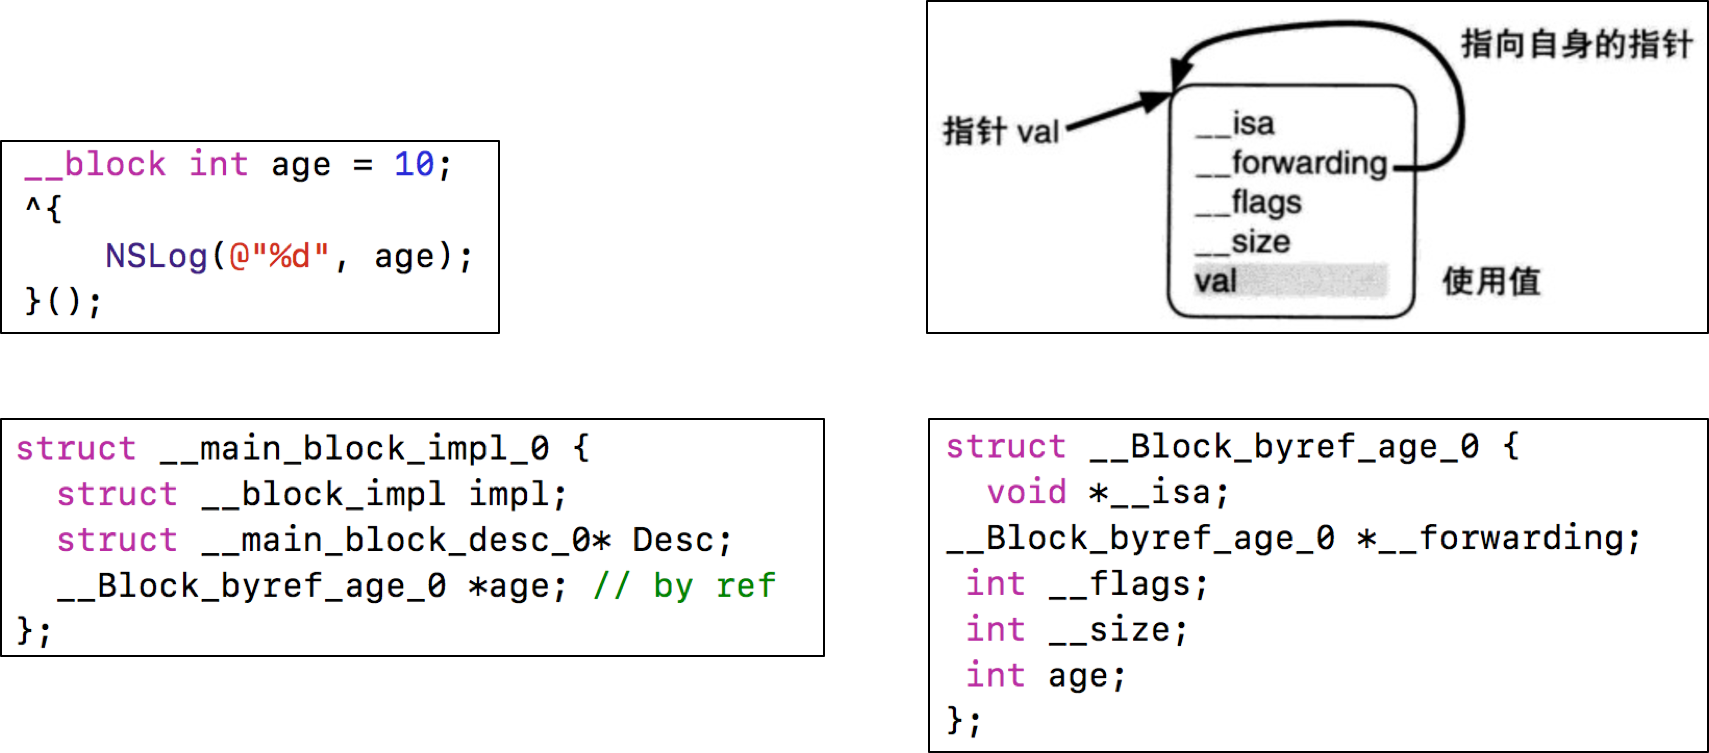 __block int age = 10;
^{
    NSLog(@"%d", age);
}();
指向自身的指针
指针 val
__isa
__forwarding
__flags
__size
val
使用值
struct __main_block_impl_0 {
  struct __block_impl impl;
  struct __main_block_desc_0* Desc;
  __Block_byref_age_0 *age; // by ref
};
struct __Block_byref_age_0 {
  void *__isa;
__Block_byref_age_0 *__forwarding;
 int __flags;
 int __size;
 int age;
};